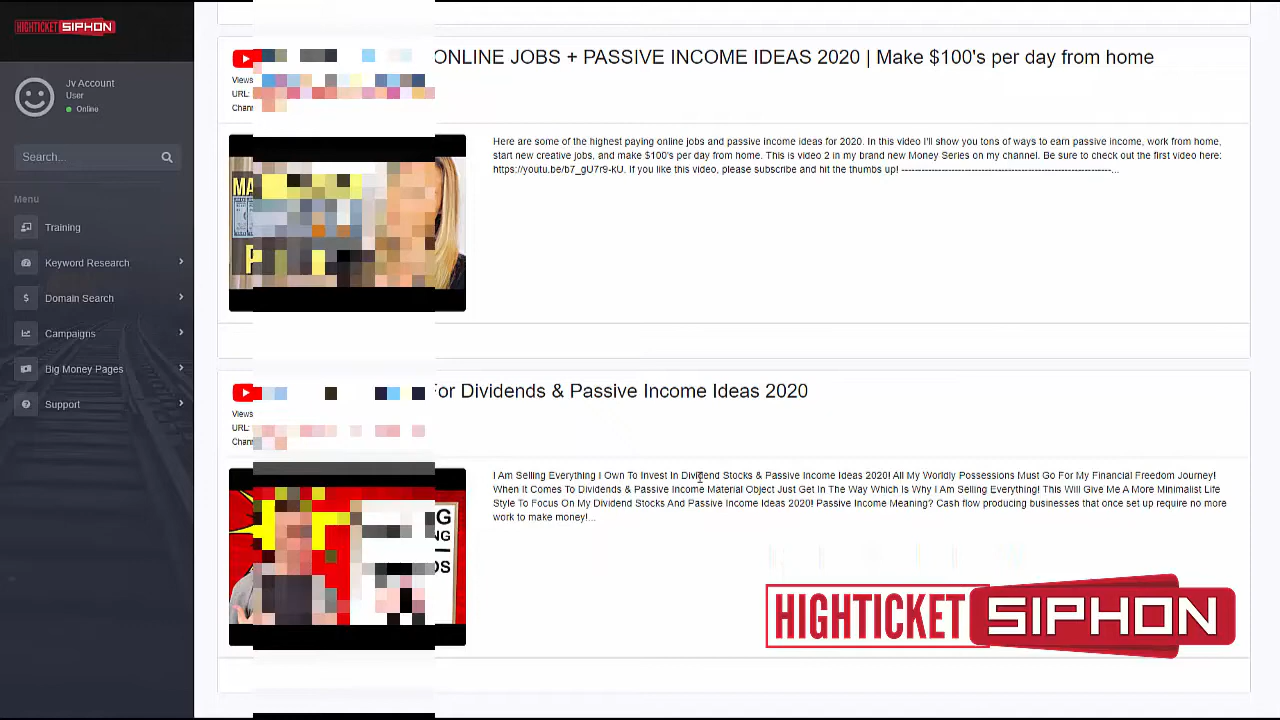 HIGHTICKET SIPHON
Jv Account
User
Online
Search...
Menu
Training
Keyword Research
$ Domain Search
Campaigns
Big Money Pages
Support
ONLINE JOBS + PASSIVE INCOME IDEAS 2020 | Make $100's per day from home
Views
URL:
Chan
Here are some of the highest paying online jobs and passive income ideas for 2020. In this video I'll show you tons of ways to earn passive income, work from home,
start new creative jobs, and make $100's per day from home. This is video 2 in my brand new Money Series on my channel. Be sure to check out the first video here:
https://youtu.be/b7_gU7r9-kU. If you like this video, please subscribe and hit the thumbs up! ----------------------------------------------------------------...
MA
For Dividends & Passive Income Ideas 2020
Views
URL:
Chan
I Am Selling Everything I Own To Invest In Dividend Stocks & Passive Income Ideas 2020! All My Worldly Possessions Must Go For My Financial Freedom Journey!
When It Comes To Dividends & Passive Income Material Object Just Get In The Way Which Is Why I Am Selling Everything! This Will Give Me A More Minimalist Life
Style To Focus On My Dividend Stocks And Passive Income Ideas 2020! Passive Income Meaning? Cash flow producing businesses that once set up require no more
work to make money!...
G
NG
OS
HIGHTICKET SIPHON